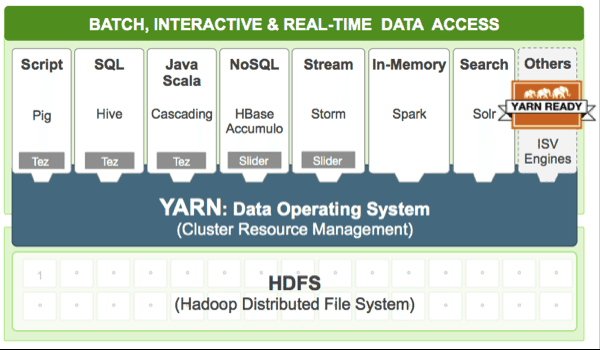 BATCH, INTERACTIVE & REAL-TIME DATA ACCESS
Script
Pig
Tez
SQL
Hive
Tez
Java
Scala
Cascading
Tez
NoSQL
HBase
Accumulo
Slider
Stream
Storm
Slider
In-Memory
Spark
Search
Solr
Others
YARN READY
ISV
Engines
YARN: Data Operating System
(Cluster Resource Management)
1
HDFS
(Hadoop Distributed File System)